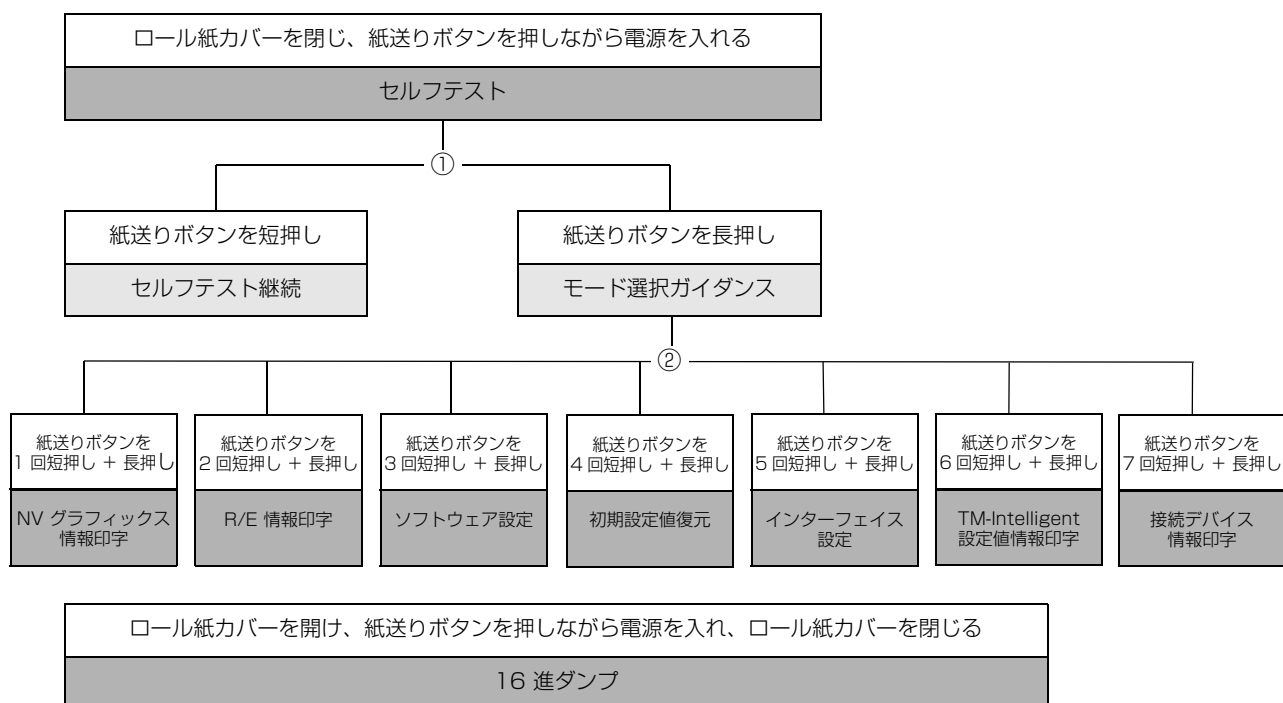 ロール紙カバーを閉じ、紙送りボタンを押しながら電源を入れる
セルフテスト
①
紙送りボタンを短押し
セルフテスト継続
紙送りボタンを長押し
モード選択ガイダンス
②
紙送りボタンを
1 回短押し + 長押し
NV グラフィックス
情報印字
紙送りボタンを
2 回短押し + 長押し
R/E 情報印字
紙送りボタンを
3 回短押し + 長押し
ソフトウェア設定
紙送りボタンを
4 回短押し + 長押し
初期設定値復元
紙送りボタンを
5 回短押し + 長押し
インターフェイス
設定
紙送りボタンを
6 回短押し + 長押し
TM-Intelligent
設定値情報印字
紙送りボタンを
7 回短押し + 長押し
接続デバイス
情報印字
ロール紙カバーを開け、紙送りボタンを押しながら電源を入れ、ロール紙カバーを閉じる
16 進ダンプ